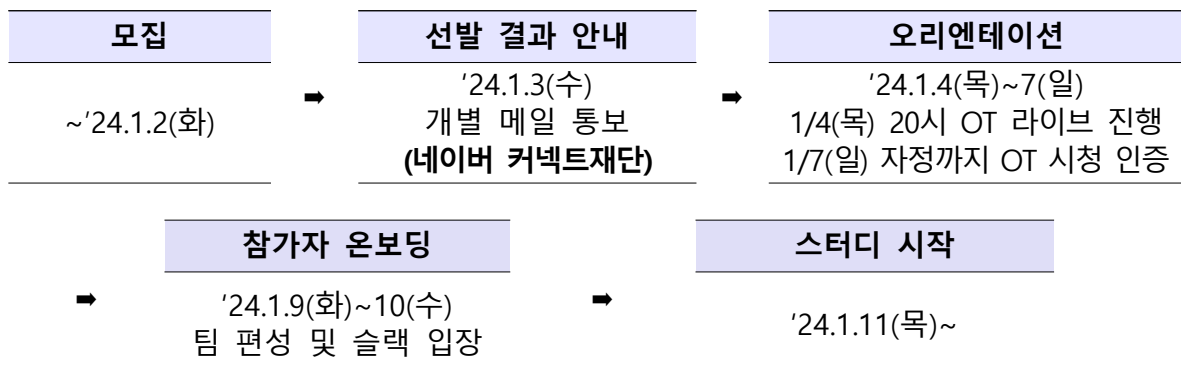 모집
~'24.1.2(화)
➡
선발 결과 안내
'24.1.3(수)
개별 메일 통보
(네이버 커넥트재단)
➡
오리엔테이션
'24.1.4(목)~7(일)
1/4(목) 20시 OT 라이브 진행
1/7(일) 자정까지 OT 시청 인증
➡
참가자 온보딩
'24.1.9(화)~10(수)
팀 편성 및 슬랙 입장
➡
스터디 시작
'24.1.11(목)~